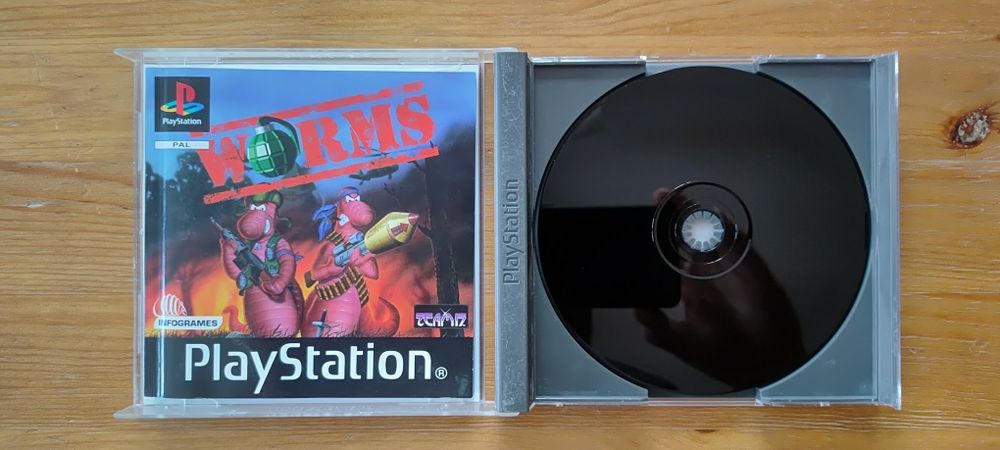 PlayStation
PAL
WORMS
INFOGRAMES
TEAM17
PlayStation®
PlayStation